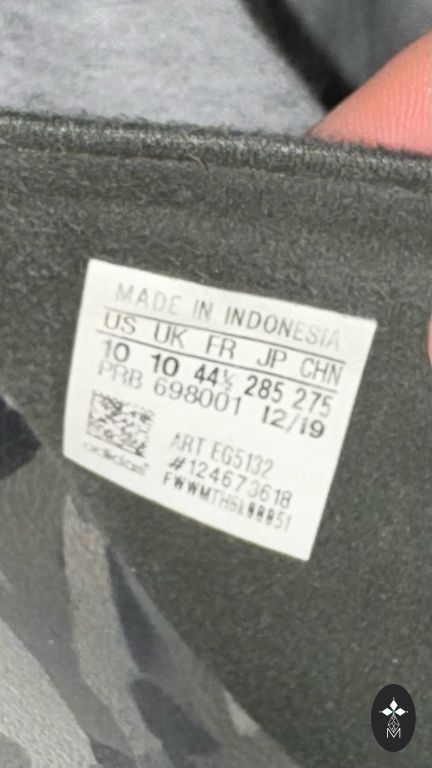 MADE IN INDONESIA
US UK FR JP CHN
10 10 44½ 285 275
PRB 698001 12/19
ART EG5132
#124673618
adidas
M